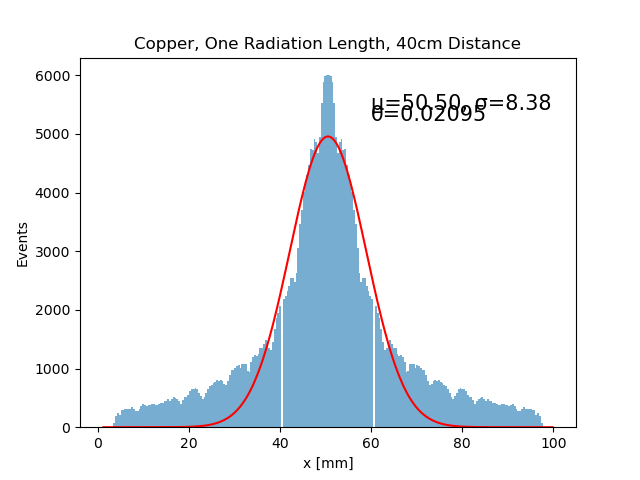 Copper, One Radiation Length, 40cm Distance
μ=50.50, σ=8.38
θ=0.02095
6000
5000
4000
3000
2000
1000
0
Events
0 20 40 60 80 100
x [mm]